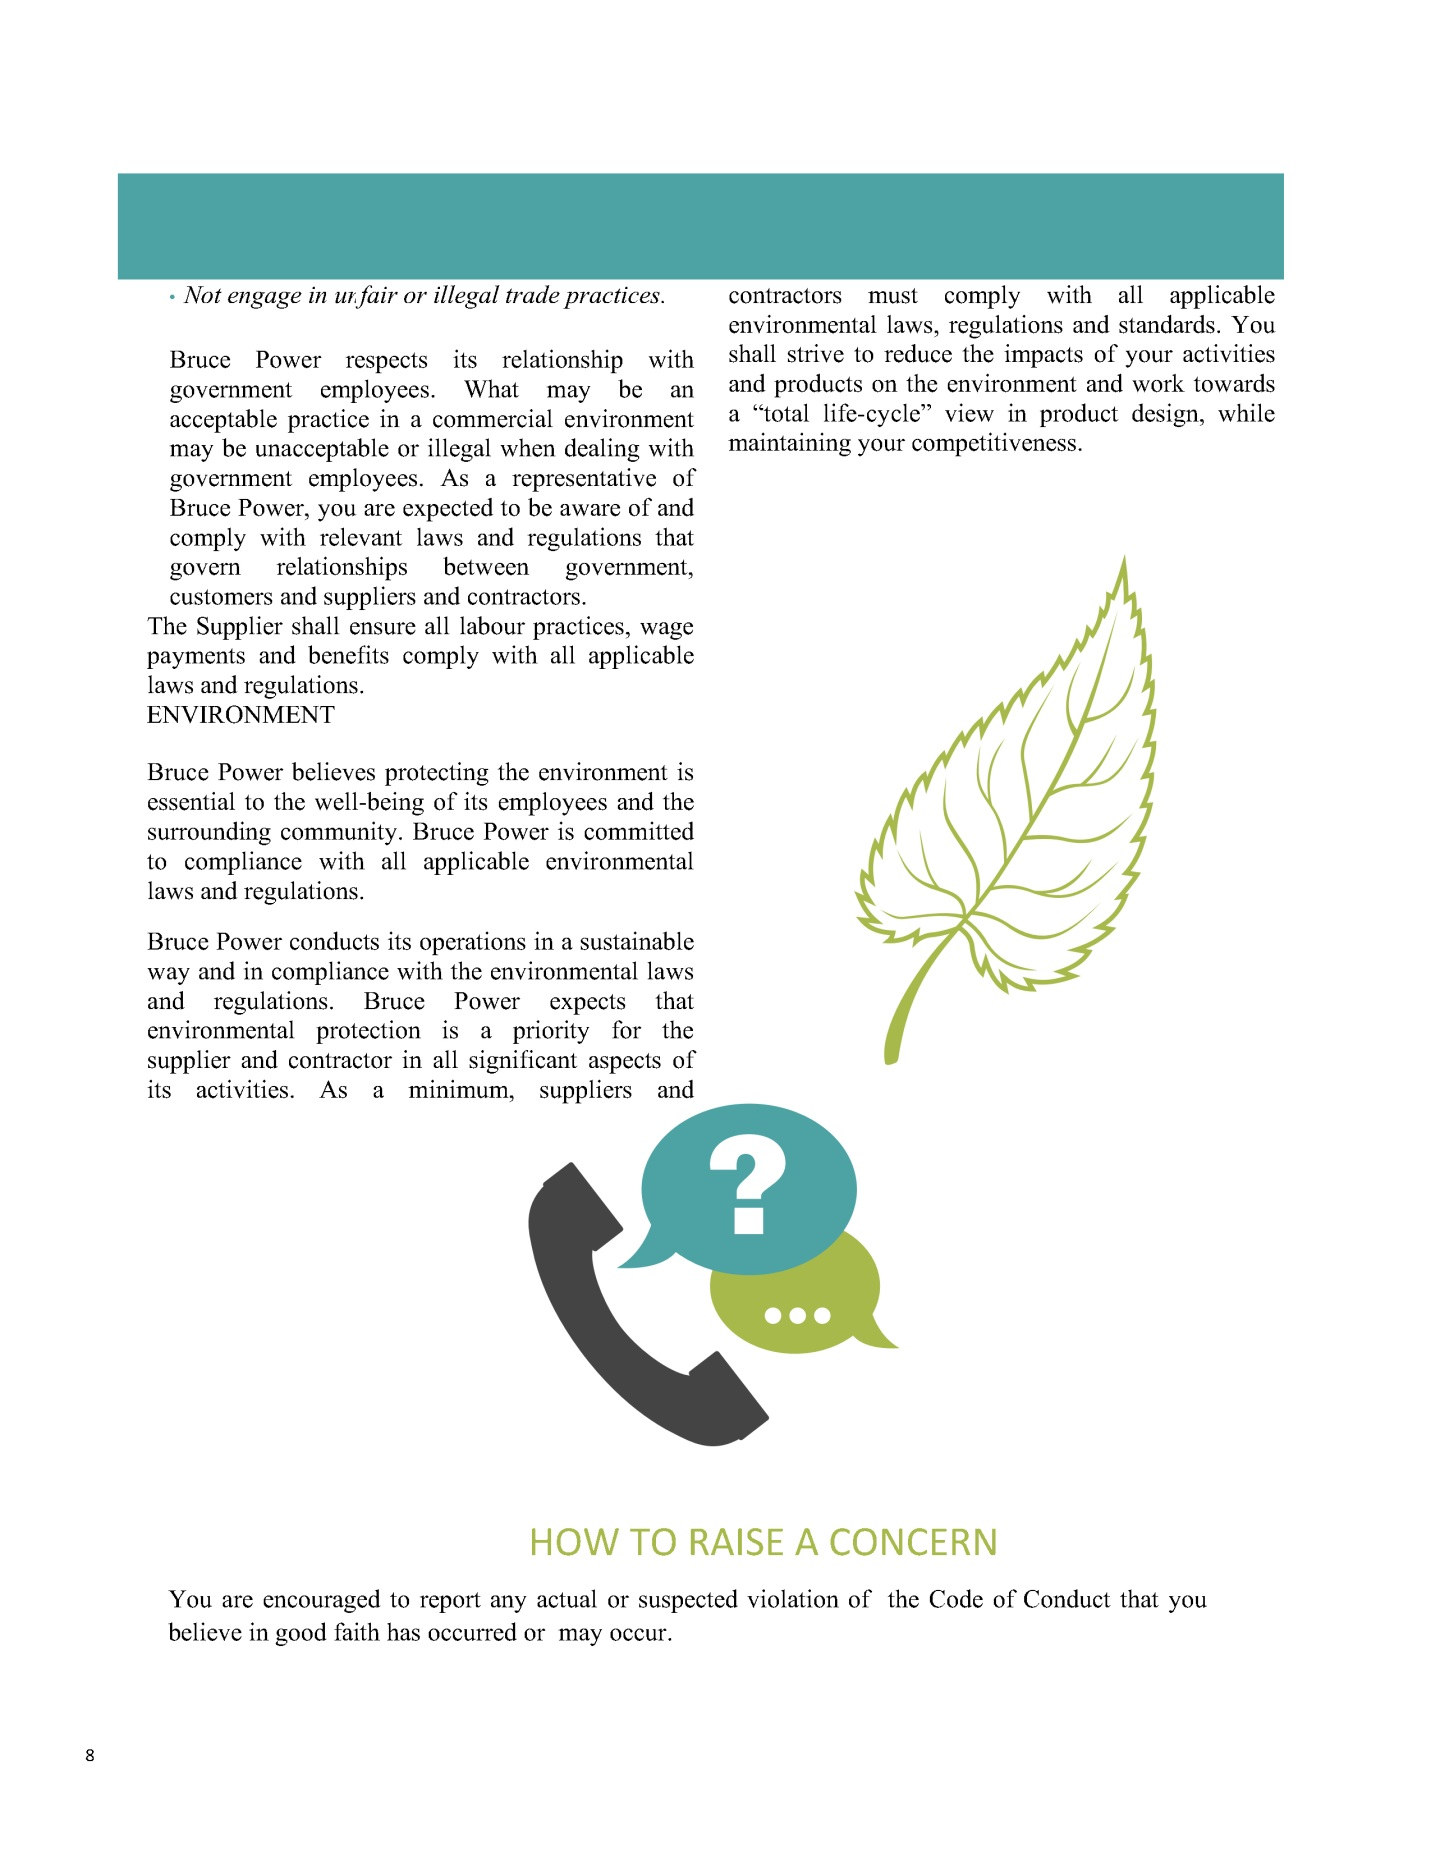 • Not engage in unfair or illegal trade practices.
Bruce Power respects its relationship with
government employees. What may be an
acceptable practice in a commercial environment
may be unacceptable or illegal when dealing with
government employees. As a representative of
Bruce Power, you are expected to be aware of and
comply with relevant laws and regulations that
govern relationships between government,
customers and suppliers and contractors.
The Supplier shall ensure all labour practices, wage
payments and benefits comply with all applicable
laws and regulations.
ENVIRONMENT
Bruce Power believes protecting the environment is
essential to the well-being of its employees and the
surrounding community. Bruce Power is committed
to compliance with all applicable environmental
laws and regulations.
Bruce Power conducts its operations in a sustainable
way and in compliance with the environmental laws
and regulations. Bruce Power expects that
environmental protection is a priority for the
supplier and contractor in all significant aspects of
its activities. As a minimum, suppliers and
contractors must comply with all applicable
environmental laws, regulations and standards. You
shall strive to reduce the impacts of your activities
and products on the environment and work towards
a “total life-cycle” view in product design, while
maintaining your competitiveness.
?
HOW TO RAISE A CONCERN
You are encouraged to report any actual or suspected violation of the Code of Conduct that you
believe in good faith has occurred or may occur.
8